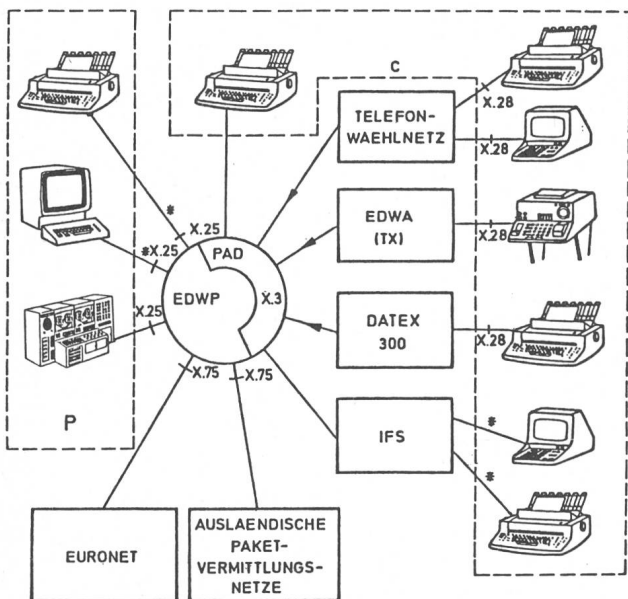 C
X.28
TELEFON-
WAEHLNETZ
X.28
*
X.25
EDWA
(TX)
X.28
*X.25
PAD
EDWP
X.3
X.25
DATEX
300
X.28
X.75
X.75
P
IFS
*
*
EURONET
AUSLAENDISCHE
PAKET-
VERMITTLUNGS-
NETZE